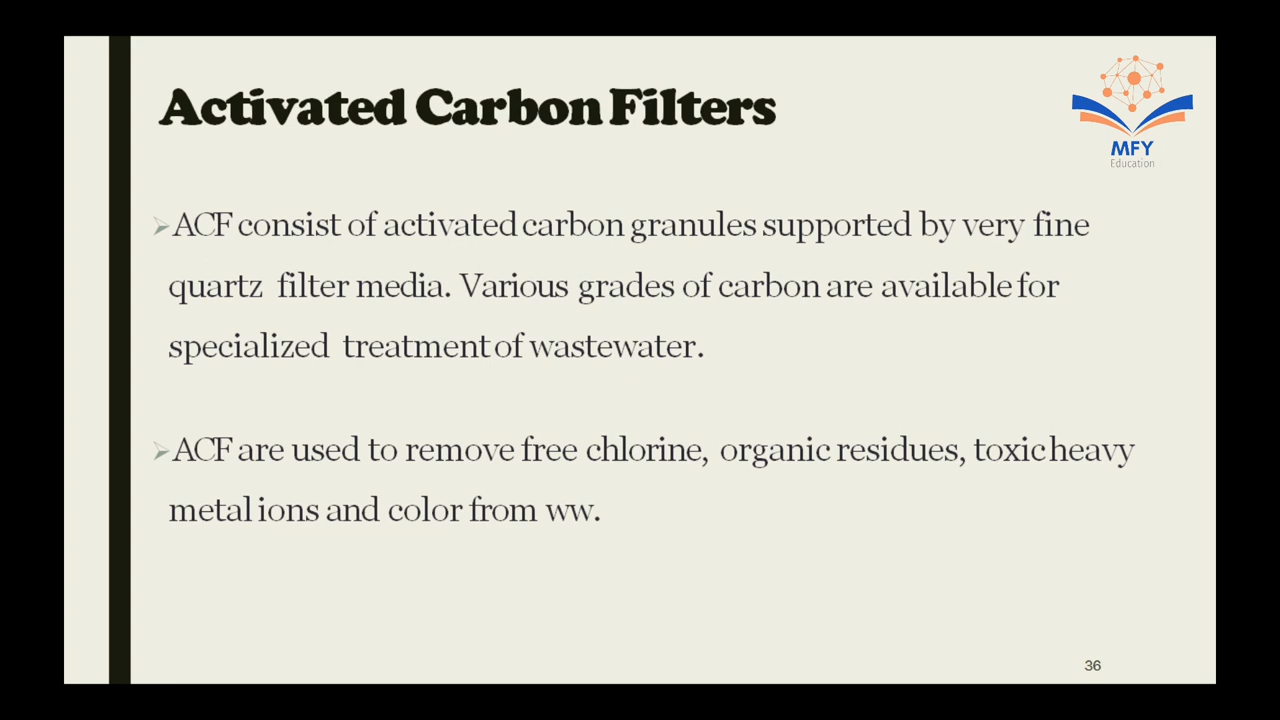 Activated Carbon Filters
MFY
Education
➢ACF consist of activated carbon granules supported by very fine
quartz filter media. Various grades of carbon are available for
specialized treatment of wastewater.
➢ACF are used to remove free chlorine, organic residues, toxic heavy
metal ions and color from ww.
36